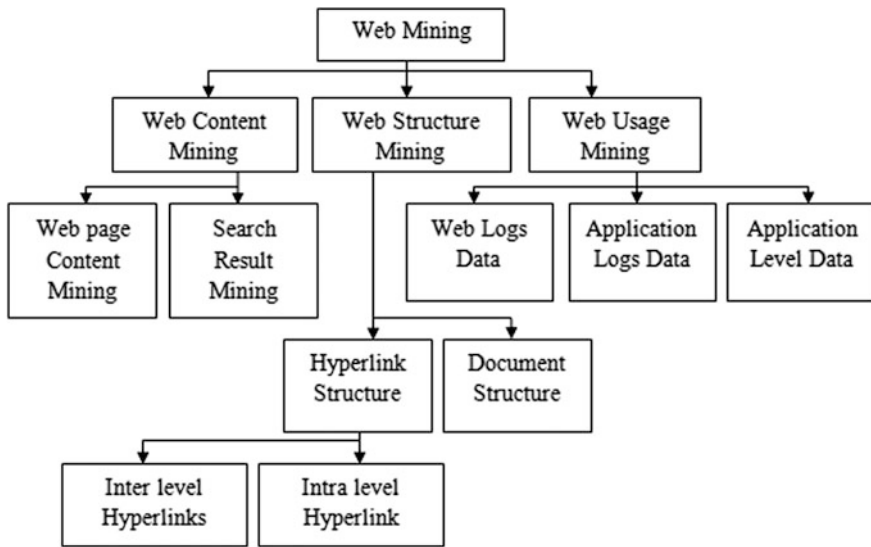 Web Mining
Web Content
Mining
Web Structure
Mining
Web Usage
Mining
Web page
Content
Mining
Search
Result
Mining
Web Logs
Data
Application
Logs Data
Application
Level Data
Hyperlink
Structure
Document
Structure
Inter level
Hyperlinks
Intra level
Hyperlink